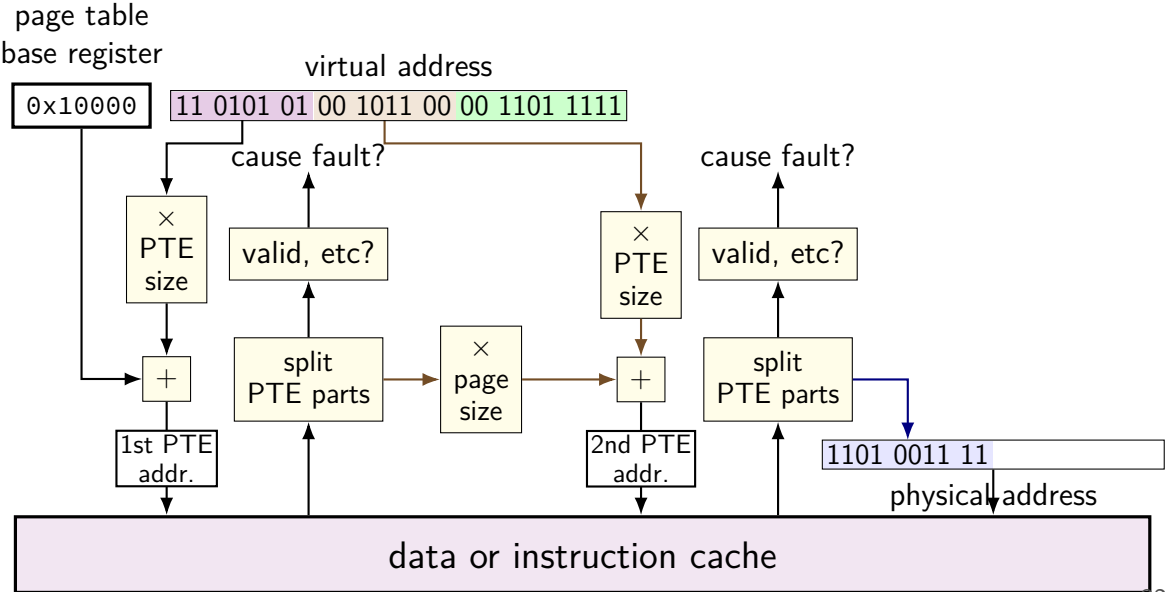 page table
base register
virtual address
0x10000
11 0101 01 00 1011 00 00 1101 1111
cause fault?
cause fault?
×
PTE
size
valid, etc?
×
PTE
size
valid, etc?
split
PTE parts
×
page
size
split
PTE parts
+
+
1st PTE
addr.
2nd PTE
addr.
1101 0011 11
physical address
data or instruction cache